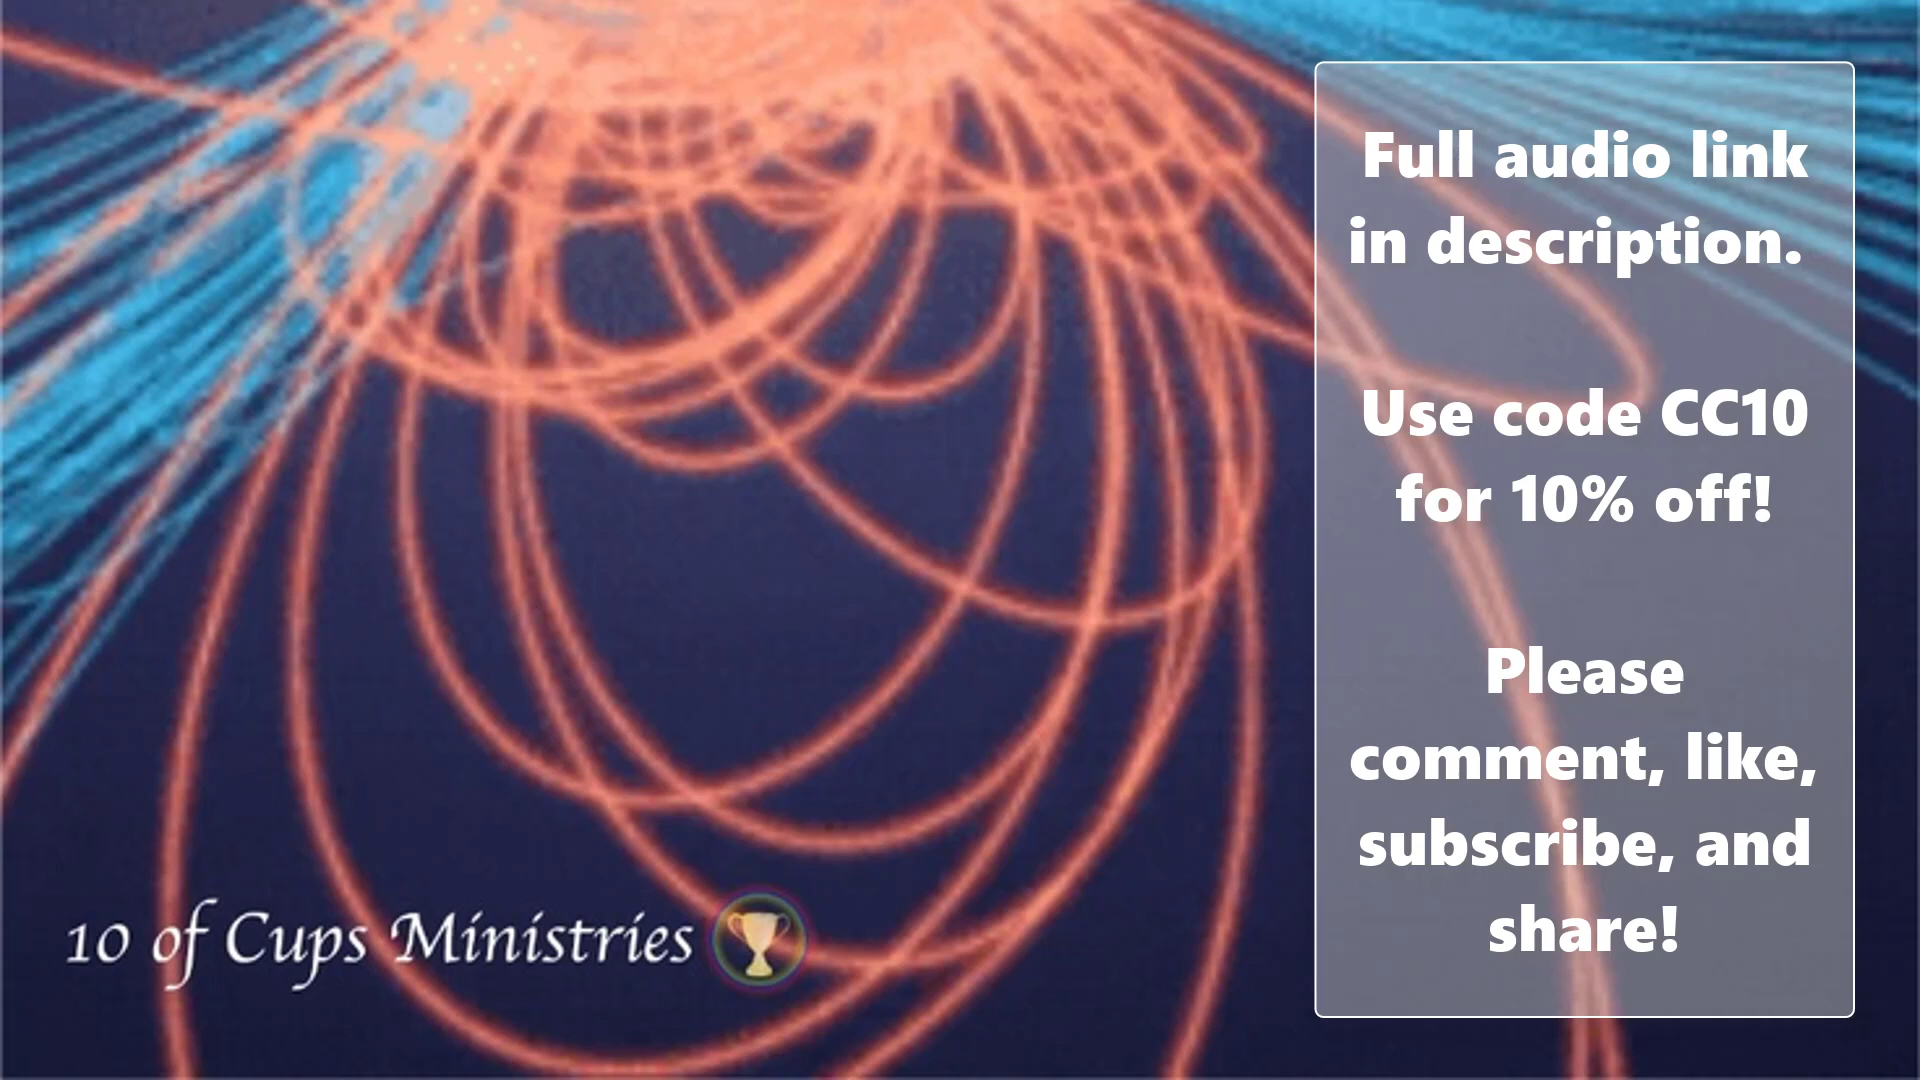 Full audio link
in description.
Use code CC10
for 10% off!
Please
comment, like,
subscribe, and
share!
10 of Cups Ministries